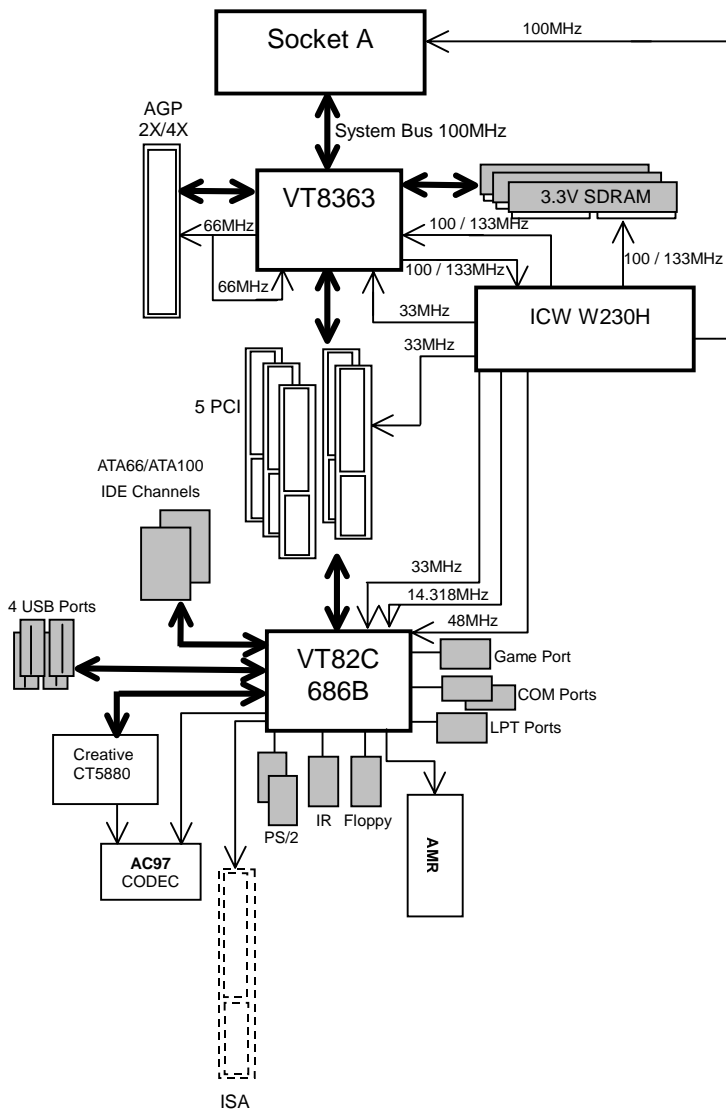 Socket A
100MHz
AGP
2X/4X
System Bus 100MHz
VT8363
3.3V SDRAM
66MHz
100 / 133MHz
100 / 133MHz
100 / 133MHz
66MHz
33MHz
ICW W230H
33MHz
5 PCI
ATA66/ATA100
IDE Channels
33MHz
14.318MHz
48MHz
4 USB Ports
VT82C
686B
Game Port
COM Ports
LPT Ports
Creative
CT5880
PS/2
IR
Floppy
AC97
CODEC
AMR
ISA